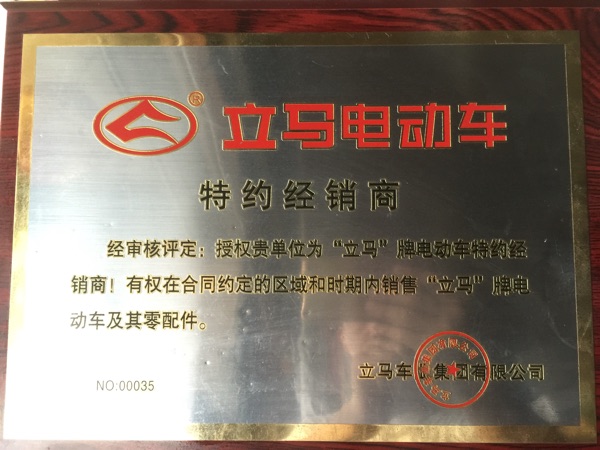 ®
立马电动车
特约经销商
经审核评定：授权贵单位为“立马”牌电动车特约经
销商！有权在合同约定的区域和时期内销售“立马”牌电
动车及其零配件。
立马车 集团有限公司
NO:00035